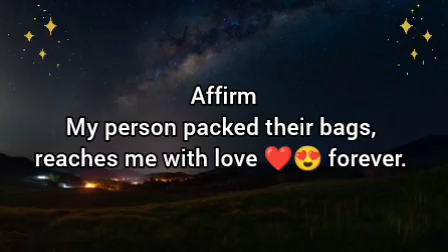 Affirm
My person packed their bags,
reaches me with love ❤️😍 forever.